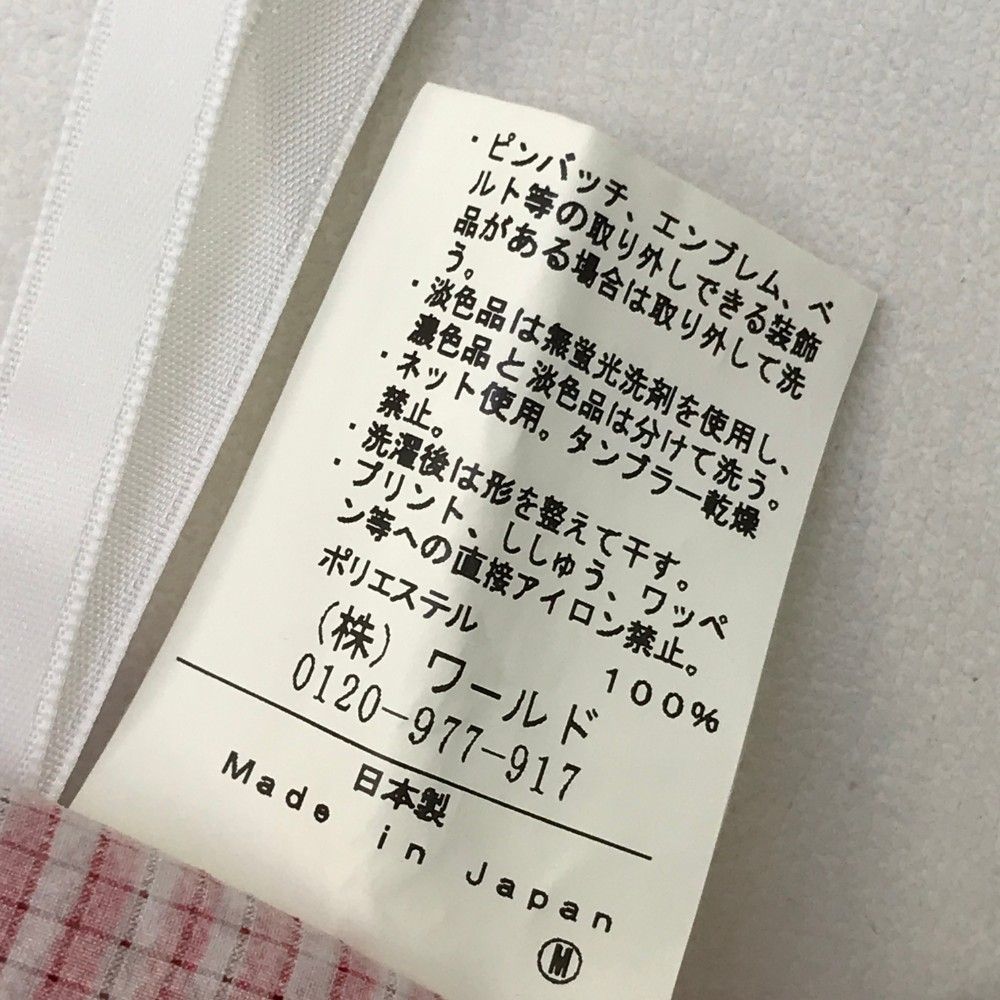 ・ピンバッチ、エンブレム、ベ
ルト等の取り外しできる装飾
品がある場合は取り外して洗
う。
・淡色品は無蛍光洗剤を使用し、
濃色品と淡色品は分けて洗う。
・ネット使用。タンブラー乾燥
禁止。
・洗濯後は形を整えて干す。
・プリント、ししゅう、ワッペ
ン等への直接アイロン禁止。
ポリエステル 100%
(株) ワールド
0120-977-917
日本製
Made in Japan
M